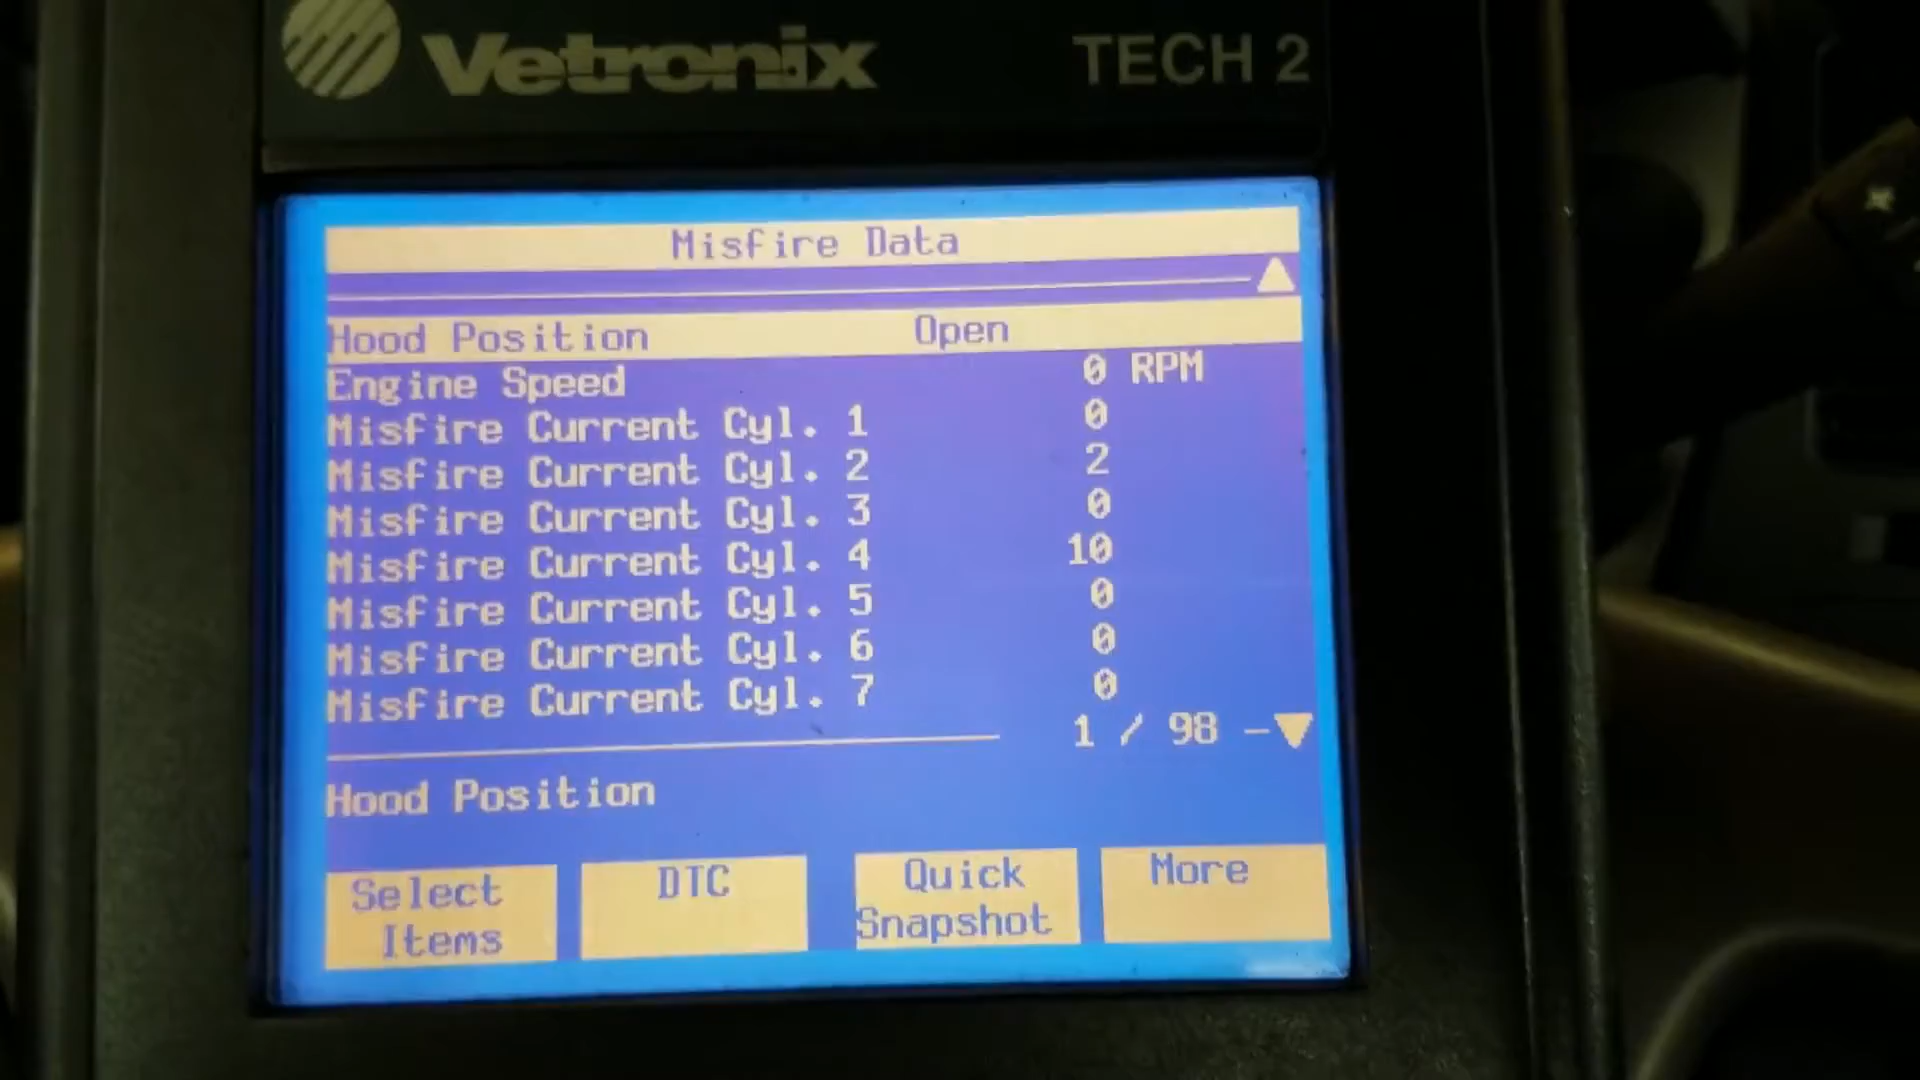 Vetronix TECH 2
Misfire Data
Hood Position Open
Engine Speed 0 RPM
Misfire Current Cyl. 1 0
Misfire Current Cyl. 2 2
Misfire Current Cyl. 3 0
Misfire Current Cyl. 4 10
Misfire Current Cyl. 5 0
Misfire Current Cyl. 6 0
Misfire Current Cyl. 7 0
1 / 98
Hood Position
Select Items
DTC
Quick Snapshot
More